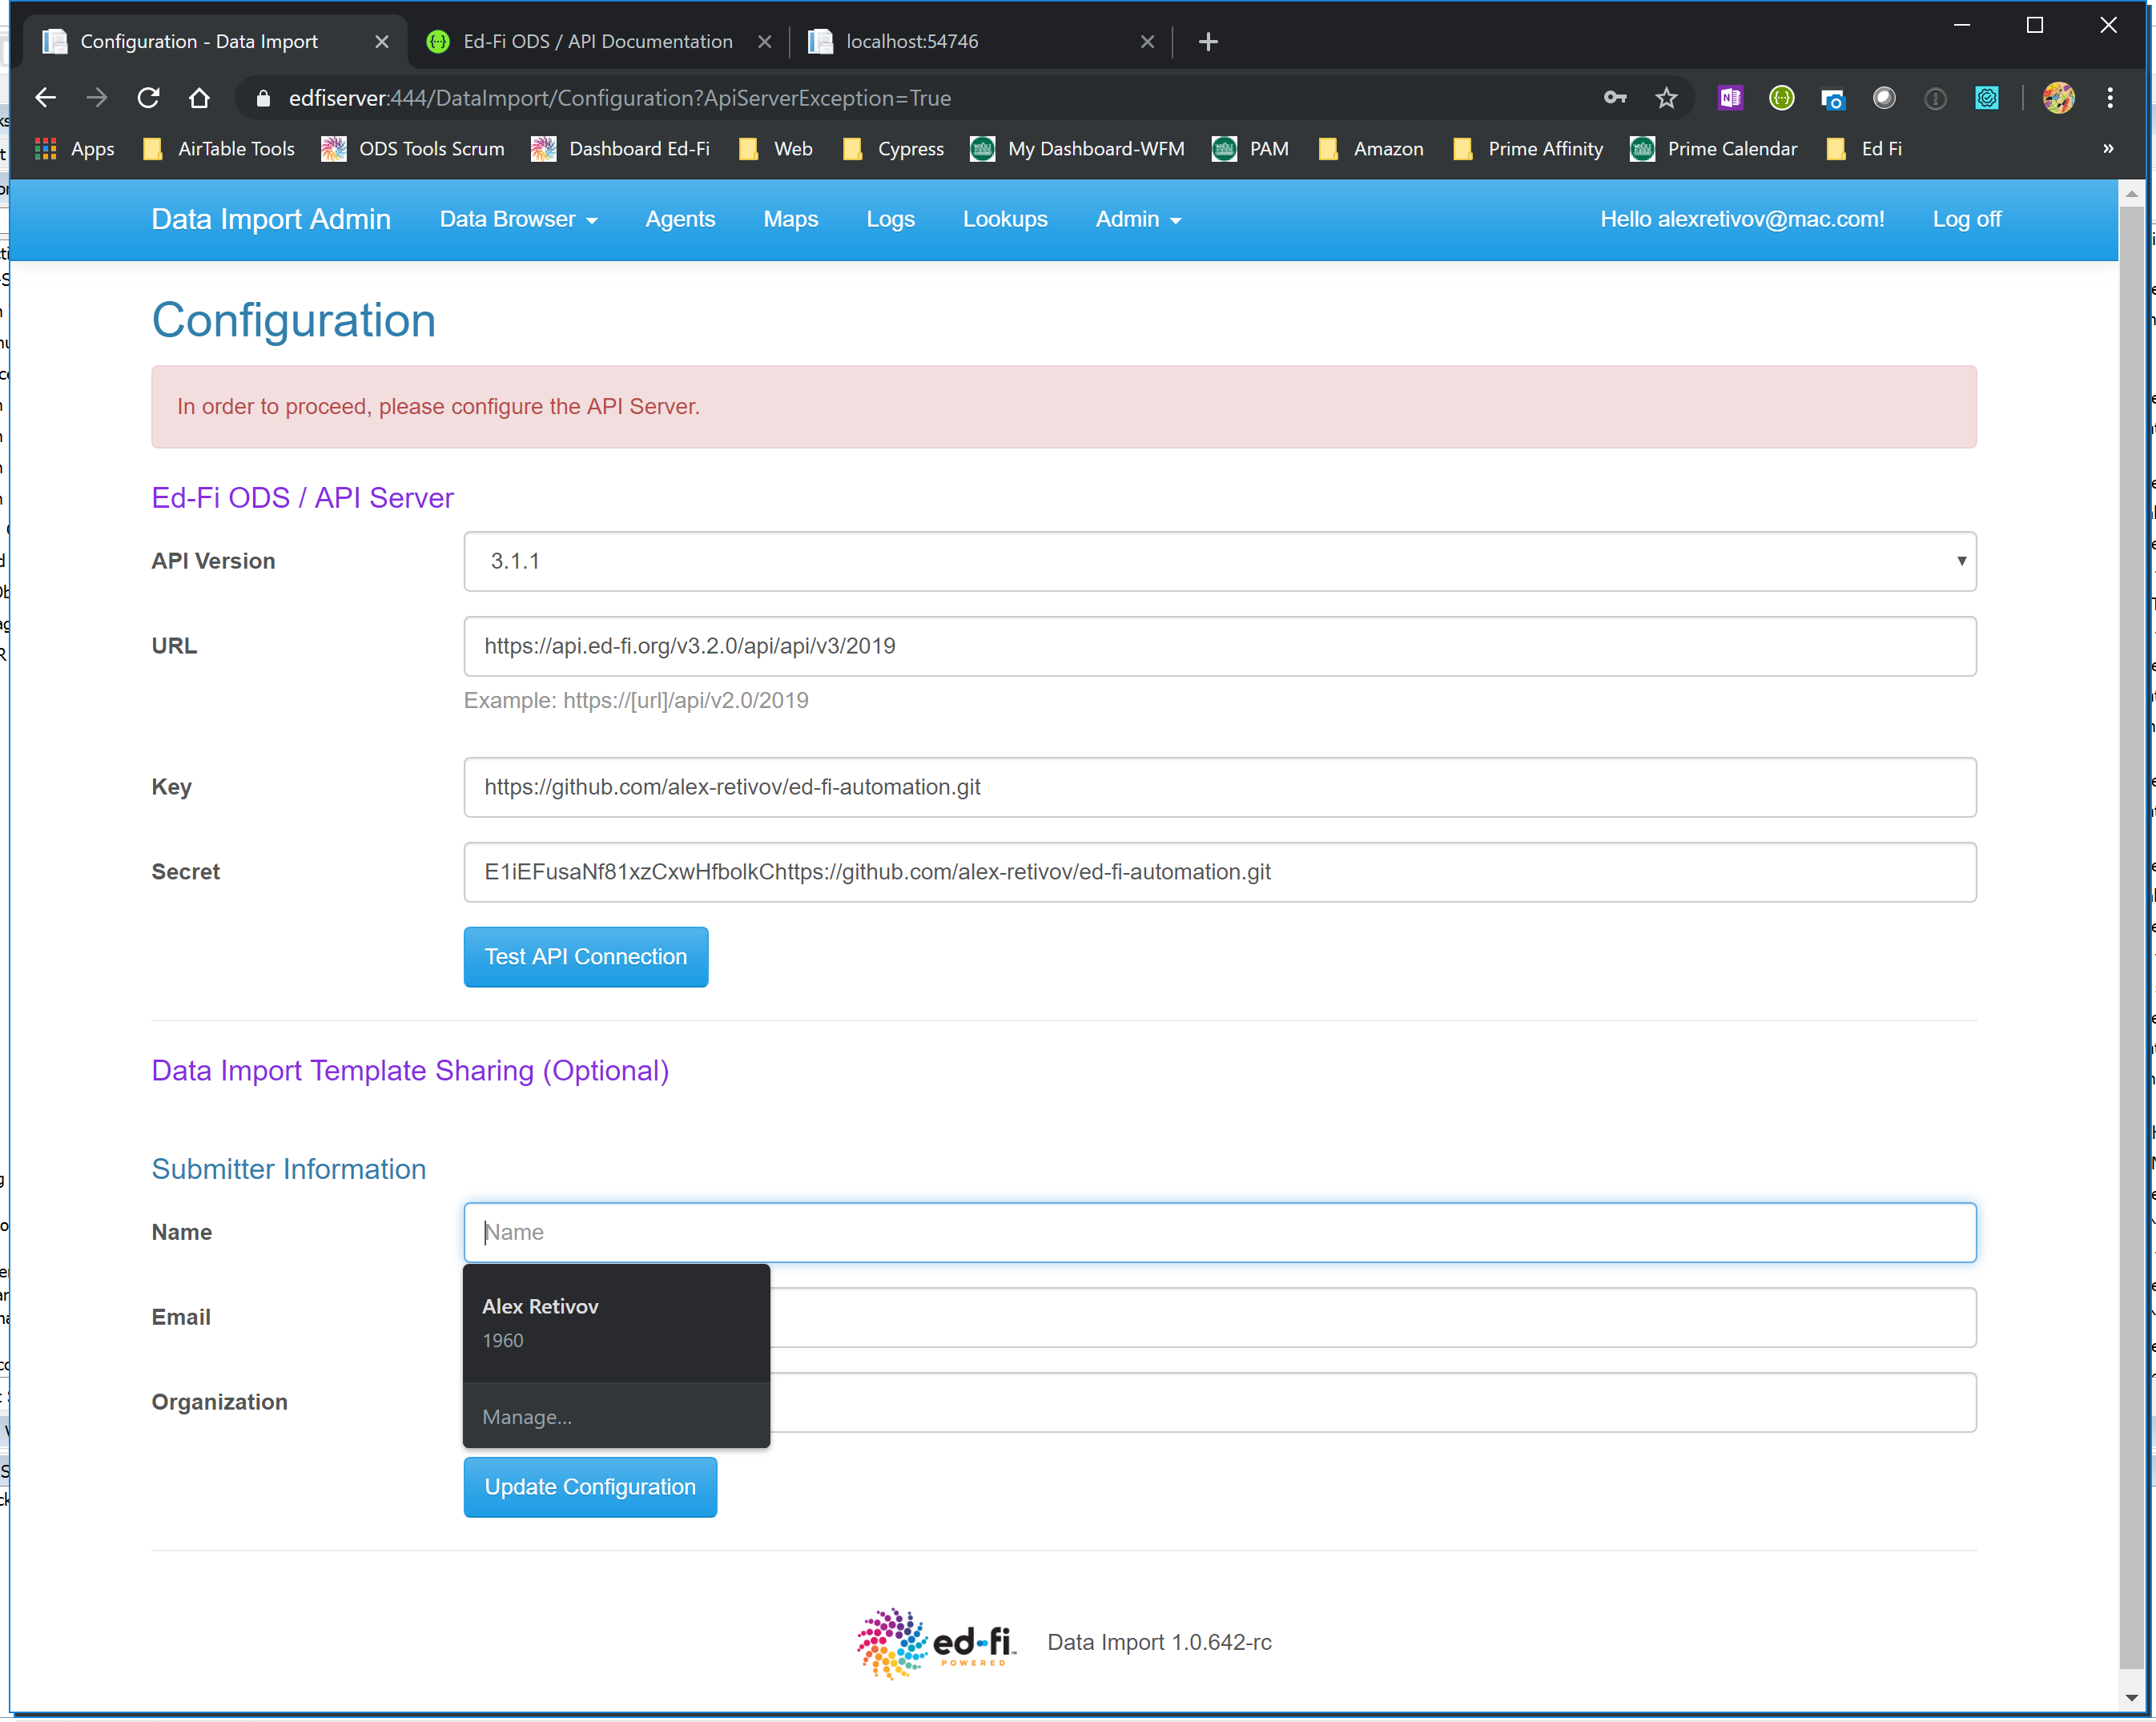 Configuration - Data Import
Ed-Fi ODS / API Documentation
localhost:54746
edfiserver:444/DataImport/Configuration?ApiServerException=True
Apps AirTable Tools ODS Tools Scrum Dashboard Ed-Fi Web Cypress My Dashboard-WFM PAM Amazon Prime Affinity Prime Calendar Ed Fi »
Data Import Admin Data Browser Agents Maps Logs Lookups Admin Hello alexretivov@mac.com! Log off
Configuration
In order to proceed, please configure the API Server.
Ed-Fi ODS / API Server
API Version 3.1.1
URL https://api.ed-fi.org/v3.2.0/api/api/v3/2019
Example: https://[url]/api/v2.0/2019
Key https://github.com/alex-retivov/ed-fi-automation.git
Secret E1iEFusaNf81xzCxwHfbolkChttps://github.com/alex-retivov/ed-fi-automation.git
Test API Connection
Data Import Template Sharing (Optional)
Submitter Information
Name Name
Alex Retivov
1960
Email
Manage...
Organization
Update Configuration
ed-fi POWERED
Data Import 1.0.642-rc